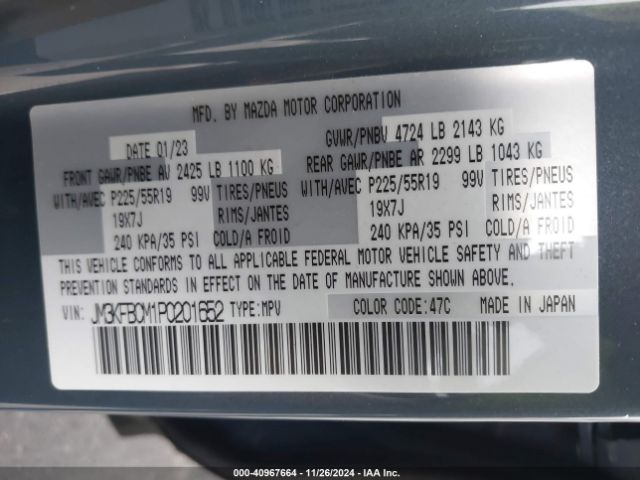 MFD. BY MAZDA MOTOR CORPORATION
DATE 01/23
GVWR/PNBV 4724 LB 2143 KG
FRONT GAWR/PNBE AV 2425 LB 1100 KG
REAR GAWR/PNBE AR 2299 LB 1043 KG
WITH/AVEC P225/55R19 99V TIRES/PNEUS
WITH/AVEC P225/55R19 99V TIRES/PNEUS
19X7J RIMS/JANTES
19X7J RIMS/JANTES
240 KPA/35 PSI COLD/A FROID
240 KPA/35 PSI COLD/A FROID
THIS VEHICLE CONFORMS TO ALL APPLICABLE FEDERAL MOTOR VEHICLE SAFETY AND THEFT
PREVENTION STANDARDS IN EFFECT ON THE DATE OF MANUFACTURE SHOWN ABOVE.
VIN: JM3KFBCM1P0201652 TYPE:MPV COLOR CODE:47C MADE IN JAPAN
000-40967664 - 11/26/2024 - IAA Inc.